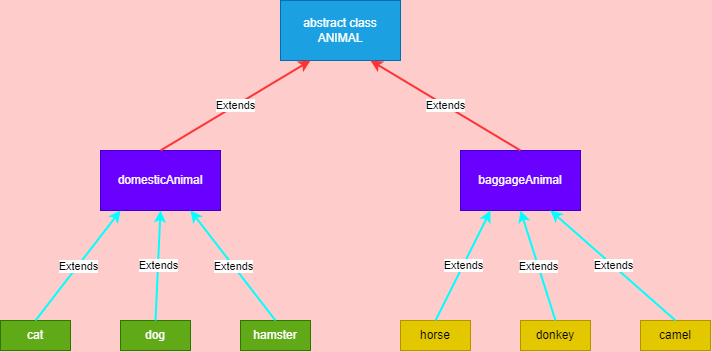 abstract class
ANIMAL
Extends
Extends
domesticAnimal
baggageAnimal
Extends
Extends
Extends
Extends
Extends
Extends
cat
dog
hamster
horse
donkey
camel